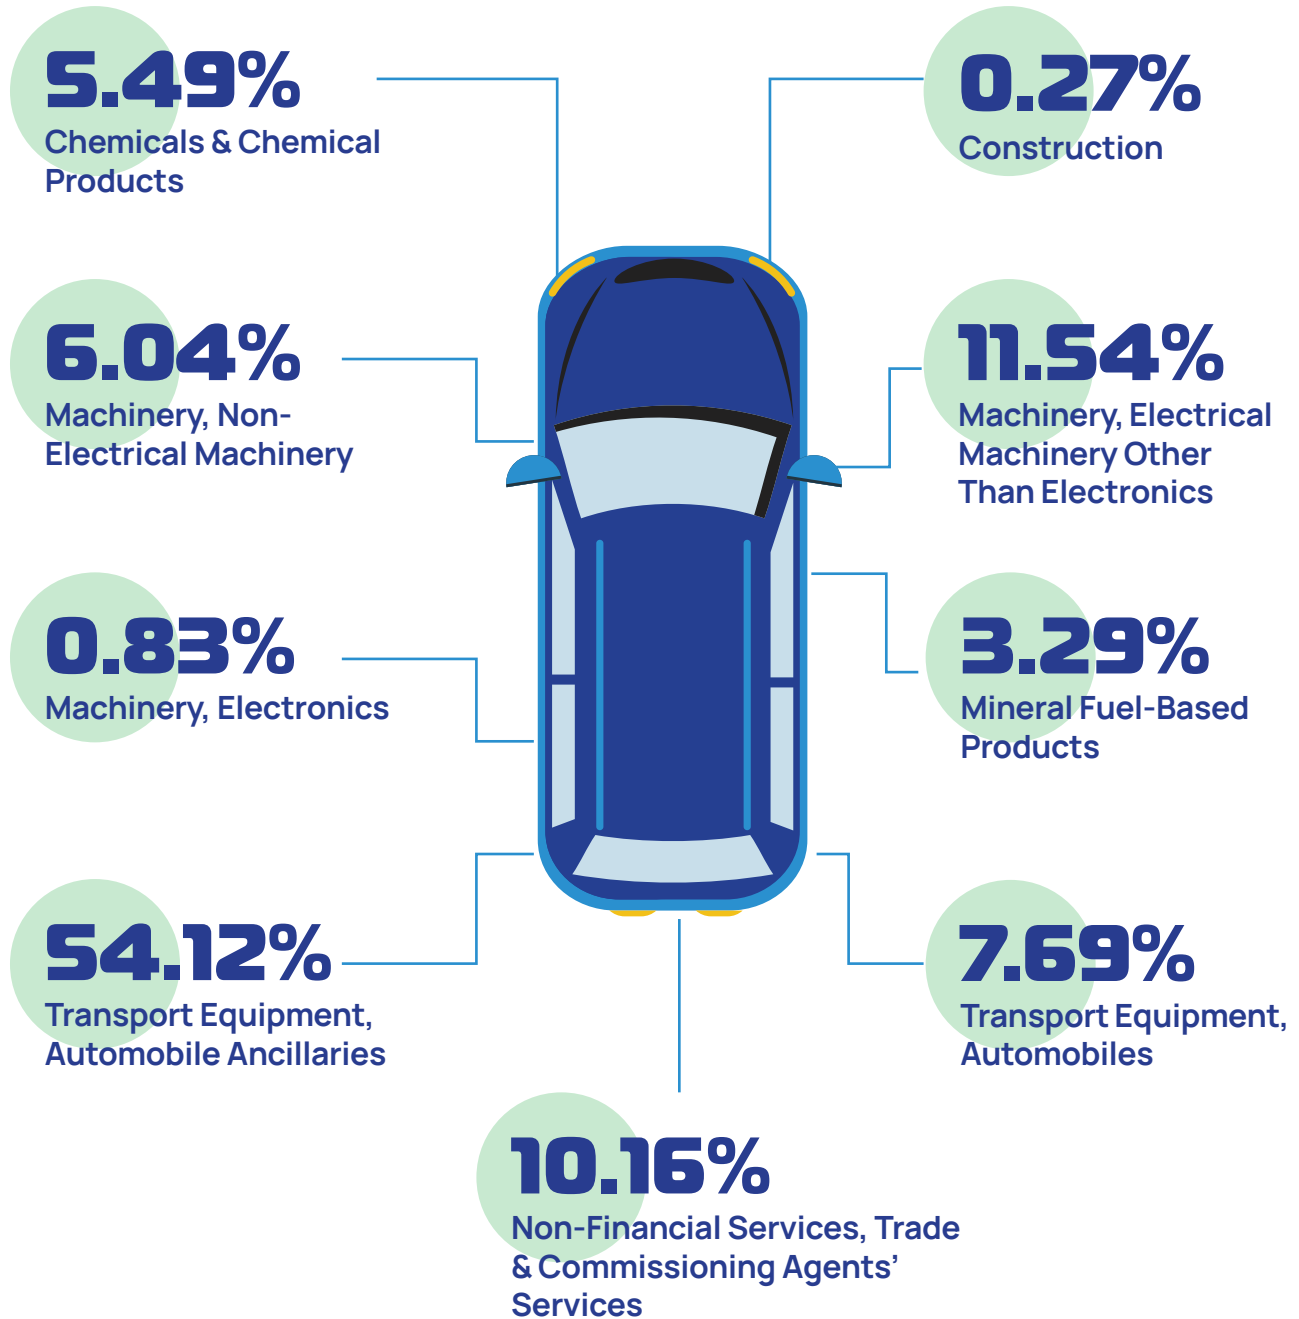 5.49%
Chemicals & Chemical
Products
0.27%
Construction
6.04%
Machinery, Non-
Electrical Machinery
11.54%
Machinery, Electrical
Machinery Other
Than Electronics
0.83%
Machinery, Electronics
3.29%
Mineral Fuel-Based
Products
54.12%
Transport Equipment,
Automobile Ancillaries
7.69%
Transport Equipment,
Automobiles
10.16%
Non-Financial Services, Trade
& Commissioning Agents’
Services